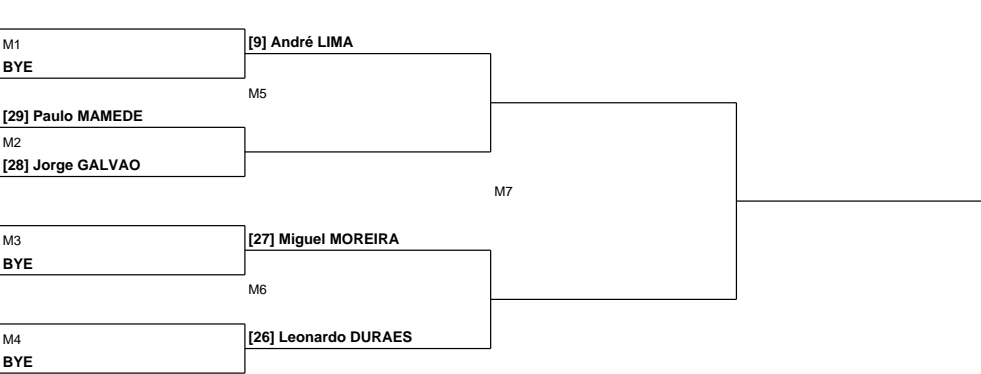 M1
[9] André LIMA
BYE
M5
[29] Paulo MAMEDE
M2
[28] Jorge GALVAO
M7
M3
[27] Miguel MOREIRA
BYE
M6
M4
[26] Leonardo DURAES
BYE